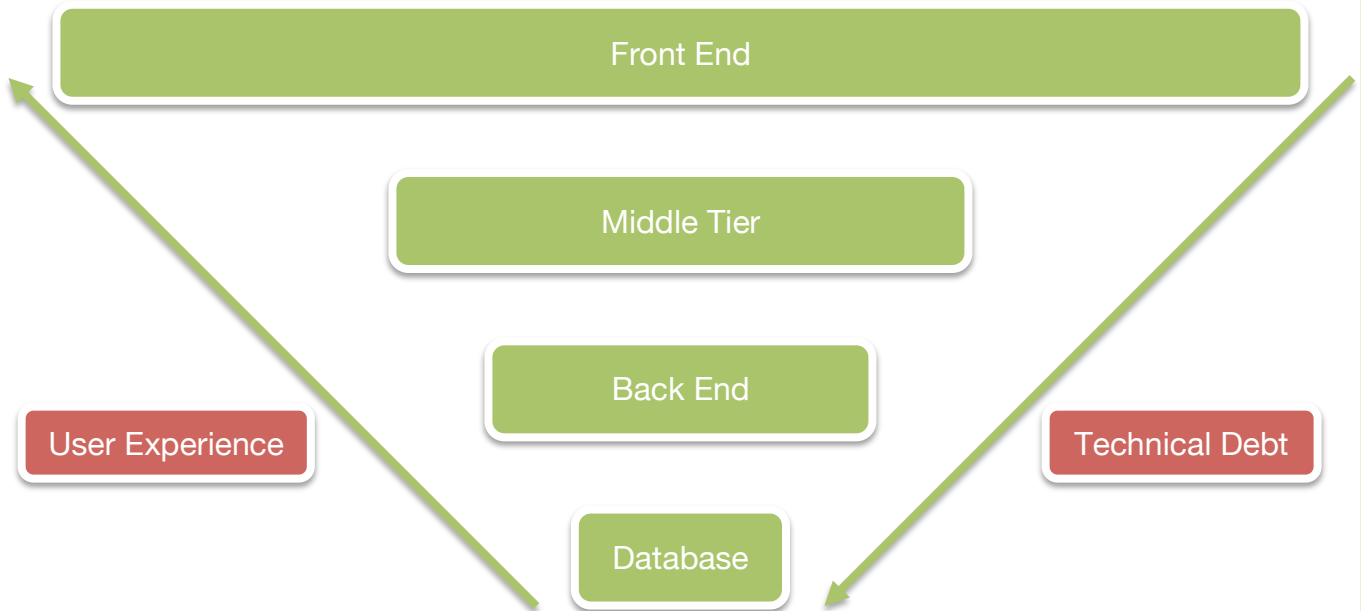 Front End
Middle Tier
Back End
User Experience
Technical Debt
Database